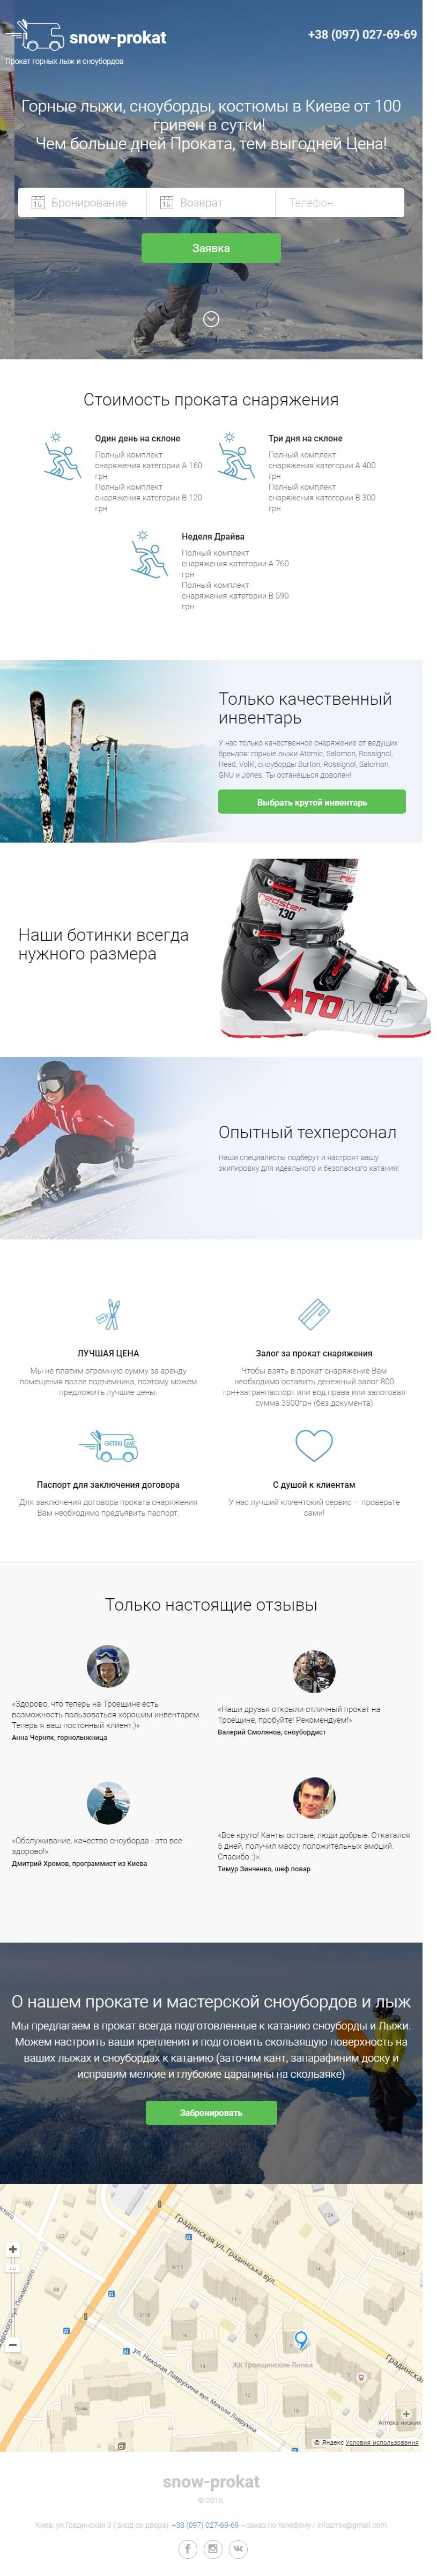 snow-prokat
+38 (097) 027-69-69
Прокат горных лыж и сноубордов
Горные лыжи, сноуборды, костюмы в Киеве от 100
гривен в сутки!
Чем больше дней Проката, тем выгодней Цена!
Бронирование
Возврат
Телефон
Заявка
Стоимость проката снаряжения
Один день на склоне
Полный комплект
снаряжения категории А 160
грн
Полный комплект
снаряжения категории В 120
грн
Три дня на склоне
Полный комплект
снаряжения категории А 400
грн
Полный комплект
снаряжения категории В 300
грн
Неделя Драйва
Полный комплект
снаряжения категории А 760
грн
Полный комплект
снаряжения категории В 590
грн
Только качественный
инвентарь
У нас только качественное снаряжение от ведущих
брендов: горные лыжи Atomic, Salomon, Rossignol,
Head, Volkl, сноуборды Burton, Rossignol, Salomon,
GNU и Jones. Ты останешься доволен!
Выбрать крутой инвентарь
Наши ботинки всегда
нужного размера
redster
130
ATOMIC
Опытный техперсонал
Наши специалисты подберут и настроят вашу
экипировку для идеального и безопасного катания!
ЛУЧШАЯ ЦЕНА
Мы не платим огромную сумму за аренду
помещения возле подъемника, поэтому можем
предложить лучшие цены.
Залог за прокат снаряжения
Чтобы взять в прокат снаряжение Вам
необходимо оставить денежный залог 800
грн+загранпаспорт или вод.права или залоговая
сумма 3500грн (без документа)
GETSKI ME
Паспорт для заключения договора
Для заключения договора проката снаряжения
Вам необходимо предъявить паспорт.
С душой к клиентам
У нас лучший клиентский сервис — проверьте
сами!
Только настоящие отзывы
«Здорово, что теперь на Троещине есть
возможность пользоваться хорошим инвентарем.
Теперь я ваш постонный клиент:)»
Анна Черняк, горнолыжница
«Наши друзья открыли отличный прокат на
Троещине, пробуйте! Рекомендуем!»
Валерий Смолянов, сноубордист
«Обслуживание, качество сноуборда - это все
здорово!».
Дмитрий Хромов, программист из Киева
«Все круто! Канты острые, люди добрые. Откатался
5 дней, получил массу положительных эмоций.
Спасибо :)».
Тимур Зинченко, шеф повар
О нашем прокате и мастерской сноубордов и лыж
Мы предлагаем в прокат всегда подготовленные к катанию сноуборды и Лыжи.
Можем настроить ваши крепления и подготовить скользящую поверхность на
ваших лыжах и сноубордах к катанию (заточим кант, запарафиним доску и
исправим мелкие и глубокие царапины на скользяке)
Забронировать
Градинская ул. Градинська вул.
ул. Николая Лаврухина вул. Миколи Лаврухіна
ЖК Троещинские Липки
Градинская
Аптека низких
© Яндекс Условия использования
snow-prokat
© 2016.
Киев, ул.Градинская 3 ( вход со двора), +38 (097) 027-69-69 –заказ по телефону / infozmix@gmail.com